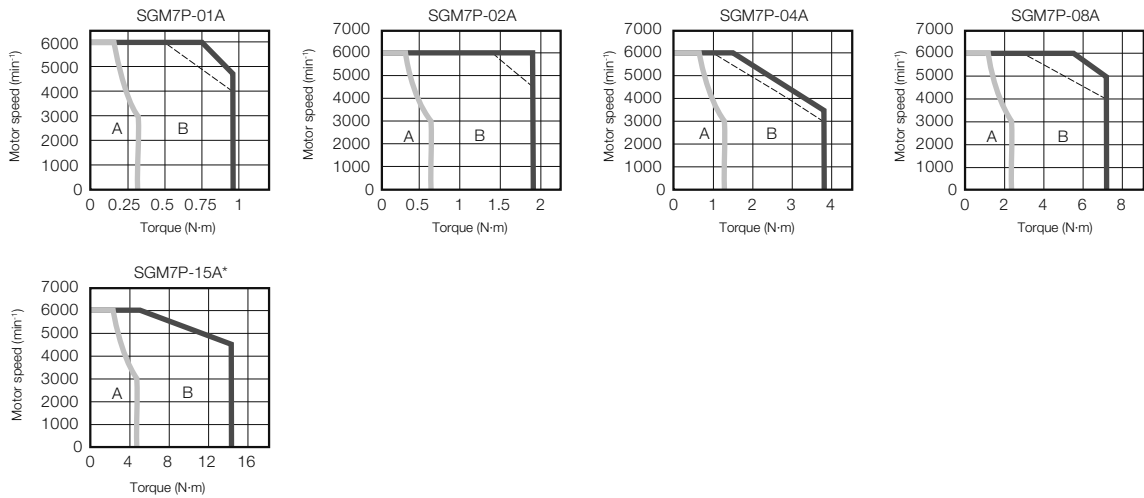 SGM7P-01A
Motor speed (min-1)
6000
5000
4000
3000
2000
1000
0
A
B
0 0.25 0.5 0.75 1
Torque (N·m)
SGM7P-02A
Motor speed (min-1)
7000
6000
5000
4000
3000
2000
1000
0
A
B
0 0.5 1 1.5 2
Torque (N·m)
SGM7P-04A
Motor speed (min-1)
7000
6000
5000
4000
3000
2000
1000
0
A
B
0 1 2 3 4
Torque (N·m)
SGM7P-08A
Motor speed (min-1)
7000
6000
5000
4000
3000
2000
1000
0
A
B
0 2 4 6 8
Torque (N·m)
SGM7P-15A*
Motor speed (min-1)
7000
6000
5000
4000
3000
2000
1000
0
A
B
0 4 8 12 16
Torque (N·m)